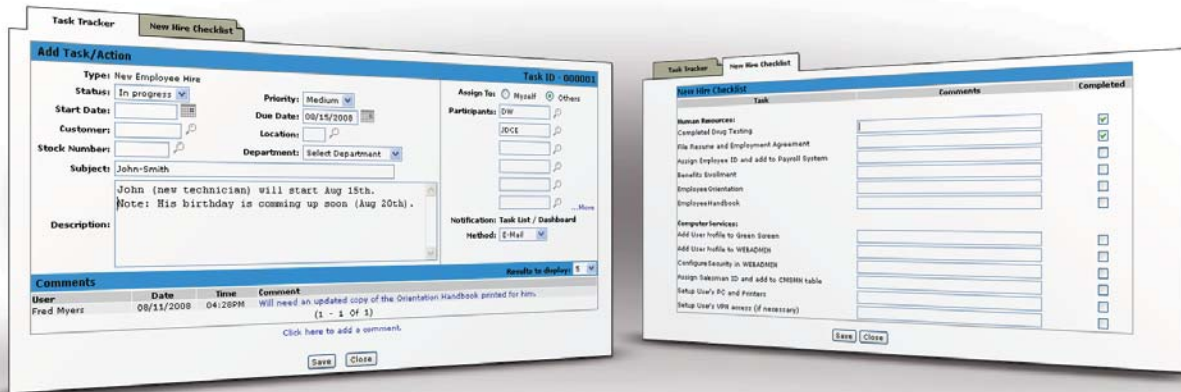 Task Tracker
New Hire Checklist
Add Task/Action
Task ID - 000001
Type: New Employee Hire
Status: In progress
Priority: Medium
Assign To: Myself Others
Start Date:
Due Date: 08/15/2008
Participants: DW
Customer:
Location:
JDCE
Stock Number:
Department: Select Department
Subject: John-Smith
Description:
John (new technician) will start Aug 15th.
Note: His birthday is comming up soon (Aug 20th).
...More
Notification: Task List / Dashboard
Method: E-Mail
Results to display: 5
Comments
User Date Time Comment
Fred Myers 08/11/2008 04:28PM Will need an updated copy of the Orientation Handbook printed for him.
(1 - 1 Of 1)
Click here to add a comment.
Save Close
Task Tracker
New Hire Checklist
New Hire Checklist
Task Comments Completed
Human Resources:
Completed Drug Testing
File Resume and Employment Agreement
Assign Employee ID and add to Payroll System
Benefits Enrollment
Employee Orientation
Employee Handbook
Computer Services:
Add User Profile to Green Screen
Add User Profile to WEBADMIN
Configure Security in WEBADMIN
Assign Salesman ID and add to CMSMN table
Setup User's PC and Printers
Setup User's VPN access (if necessary)
Save Close